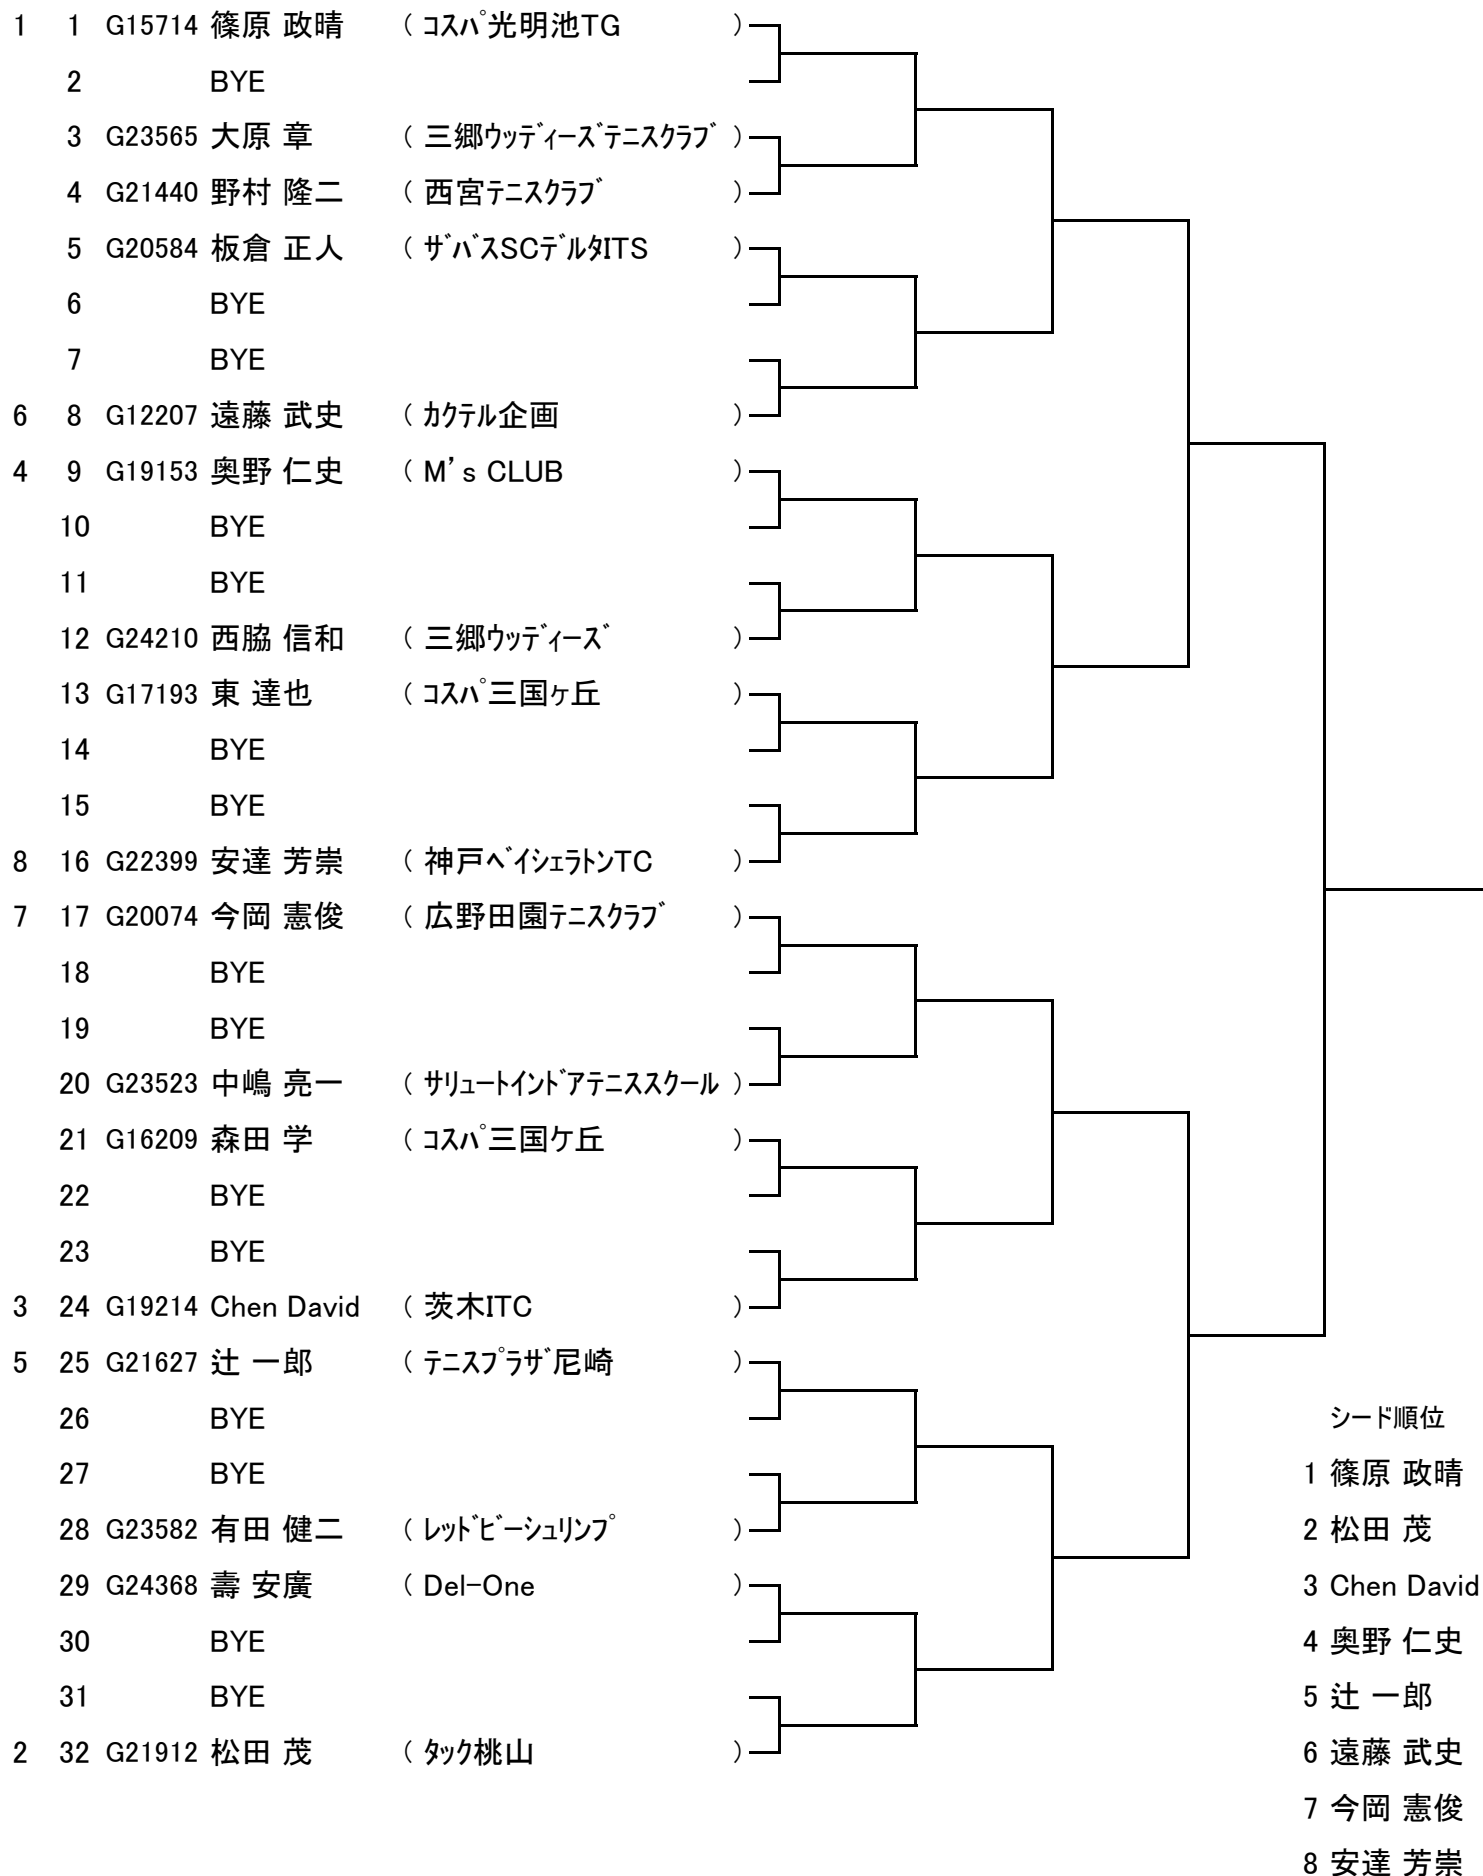 1 1 G15714 篠原 政晴 ( ｺｽﾊﾟ光明池TG )
2 BYE
3 G23565 大原 章 ( 三郷ｳｯﾃﾞｨｰｽﾞﾃﾆｽｸﾗﾌﾞ )
4 G21440 野村 隆二 ( 西宮ﾃﾆｽｸﾗﾌﾞ )
5 G20584 板倉 正人 ( ｻﾞﾊﾞｽSCﾃﾞﾙﾀITS )
6 BYE
7 BYE
6 8 G12207 遠藤 武史 ( ｶｸﾃﾙ企画 )
4 9 G19153 奥野 仁史 ( M’s CLUB )
10 BYE
11 BYE
12 G24210 西脇 信和 ( 三郷ｳｯﾃﾞｨｰｽﾞ )
13 G17193 東 達也 ( ｺｽﾊﾟ三国ヶ丘 )
14 BYE
15 BYE
8 16 G22399 安達 芳崇 ( 神戸ﾍﾞｲｼｪﾗﾄﾝTC )
7 17 G20074 今岡 憲俊 ( 広野田園ﾃﾆｽｸﾗﾌﾞ )
18 BYE
19 BYE
20 G23523 中嶋 亮一 ( ｻﾘｭｰﾄｲﾝﾄﾞｱﾃﾆｽｽｸｰﾙ )
21 G16209 森田 学 ( ｺｽﾊﾟ三国ケ丘 )
22 BYE
23 BYE
3 24 G19214 Chen David ( 茨木ITC )
5 25 G21627 辻 一郎 ( ﾃﾆｽﾌﾟﾗｻﾞ尼崎 )
26 BYE
27 BYE
28 G23582 有田 健二 ( ﾚｯﾄﾞﾋﾞｰｼｭﾘﾝﾌﾟ )
29 G24368 壽 安廣 ( Del-One )
30 BYE
31 BYE
2 32 G21912 松田 茂 ( ﾀｯｸ桃山 )
シード順位
1 篠原 政晴
2 松田 茂
3 Chen David
4 奥野 仁史
5 辻 一郎
6 遠藤 武史
7 今岡 憲俊
8 安達 芳崇